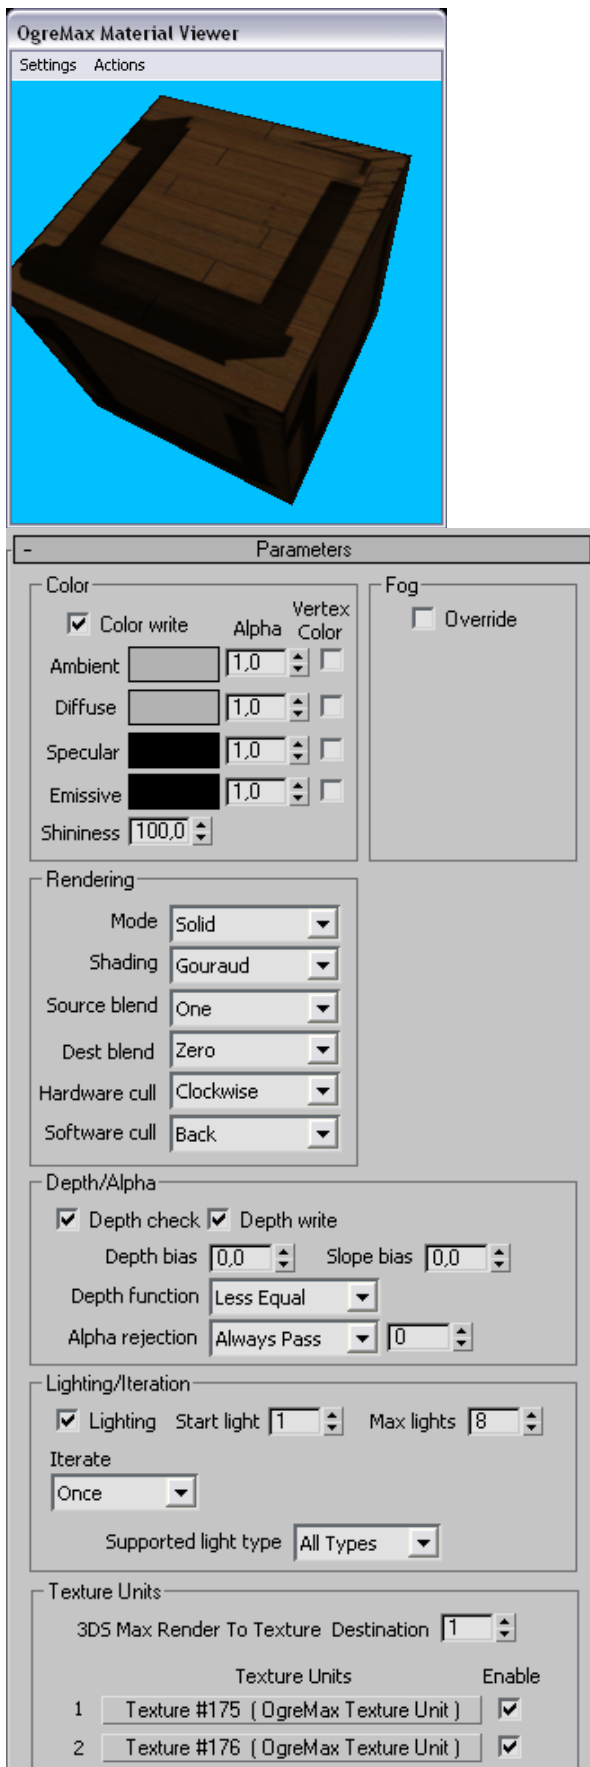 OgreMax Material Viewer
Settings Actions
- Parameters
Color
Fog
Color write Alpha Vertex Color
Override
Ambient 1,0
Diffuse 1,0
Specular 1,0
Emissive 1,0
Shininess 100,0
Rendering
Mode Solid
Shading Gouraud
Source blend One
Dest blend Zero
Hardware cull Clockwise
Software cull Back
Depth/Alpha
Depth check Depth write
Depth bias 0,0 Slope bias 0,0
Depth function Less Equal
Alpha rejection Always Pass 0
Lighting/Iteration
Lighting Start light 1 Max lights 8
Iterate
Once
Supported light type All Types
Texture Units
3DS Max Render To Texture Destination 1
Texture Units Enable
1 Texture #175 ( OgreMax Texture Unit )
2 Texture #176 ( OgreMax Texture Unit )